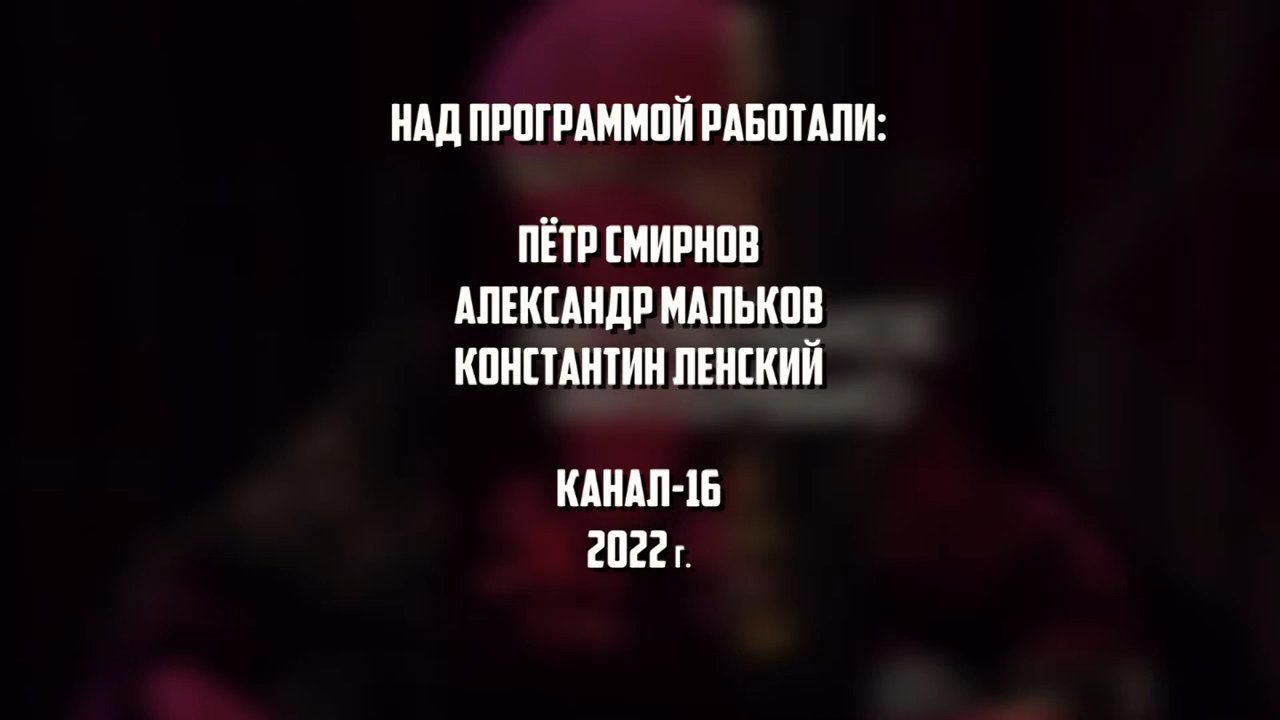 НАД ПРОГРАММОЙ РАБОТАЛИ:
ПЁТР СМИРНОВ
АЛЕКСАНДР МАЛЬКОВ
КОНСТАНТИН ЛЕНСКИЙ
КАНАЛ-16
2022 г.